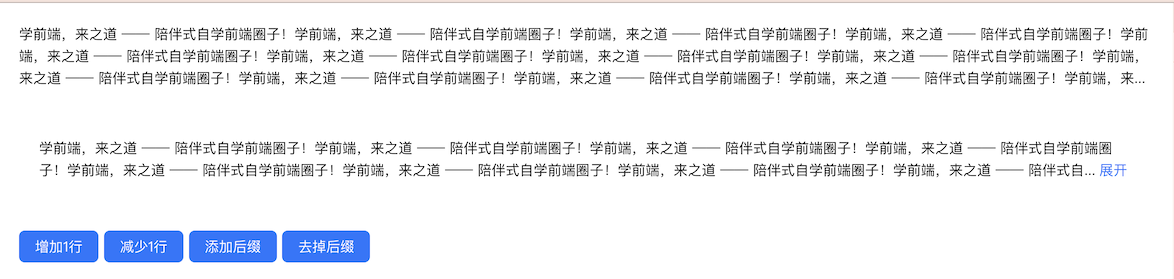 学前端，来之道 —— 陪伴式自学前端圈子！学前端，来之道 —— 陪伴式自学前端圈子！学前端，来之道 —— 陪伴式自学前端圈子！学前端，来之道 —— 陪伴式自学前端圈子！学前
端，来之道 —— 陪伴式自学前端圈子！学前端，来之道 —— 陪伴式自学前端圈子！学前端，来之道 —— 陪伴式自学前端圈子！学前端，来之道 —— 陪伴式自学前端圈子！学前端，
来之道 —— 陪伴式自学前端圈子！学前端，来之道 —— 陪伴式自学前端圈子！学前端，来之道 —— 陪伴式自学前端圈子！学前端，来之道 —— 陪伴式自学前端圈子！学前端，来...
学前端，来之道 —— 陪伴式自学前端圈子！学前端，来之道 —— 陪伴式自学前端圈子！学前端，来之道 —— 陪伴式自学前端圈子！学前端，来之道 —— 陪伴式自学前端圈
子！学前端，来之道 —— 陪伴式自学前端圈子！学前端，来之道 —— 陪伴式自学前端圈子！学前端，来之道 —— 陪伴式自学前端圈子！学前端，来之道 —— 陪伴式自... 展开
增加1行 减少1行 添加后缀 去掉后缀